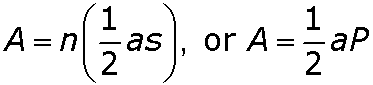 A = n(1/2 as), or A = 1/2 aP